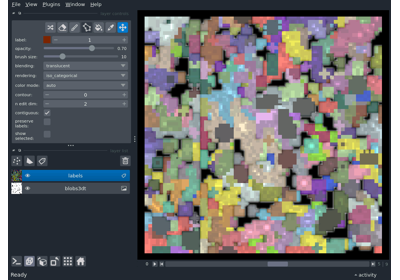 File View Plugins Window Help
label: 1
opacity: 0.70
brush size: 10
blending: translucent
rendering: iso_categorical
color mode: auto
contour: 0
n edit dim: 2
contiguous:
preserve labels:
show selected:
labels
blobs3dt
Ready
activity